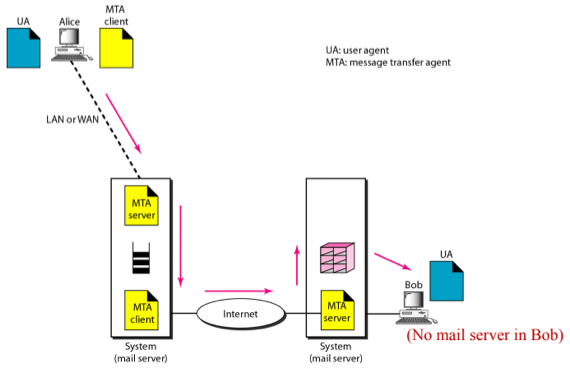 MTA
UA Alice client
UA: user agent
MTA: message transfer agent
LAN or WAN
MTA
server
MTA
client
System
(mail server)
Internet
MTA
server
System
(mail server)
UA
Bob
(No mail server in Bob)